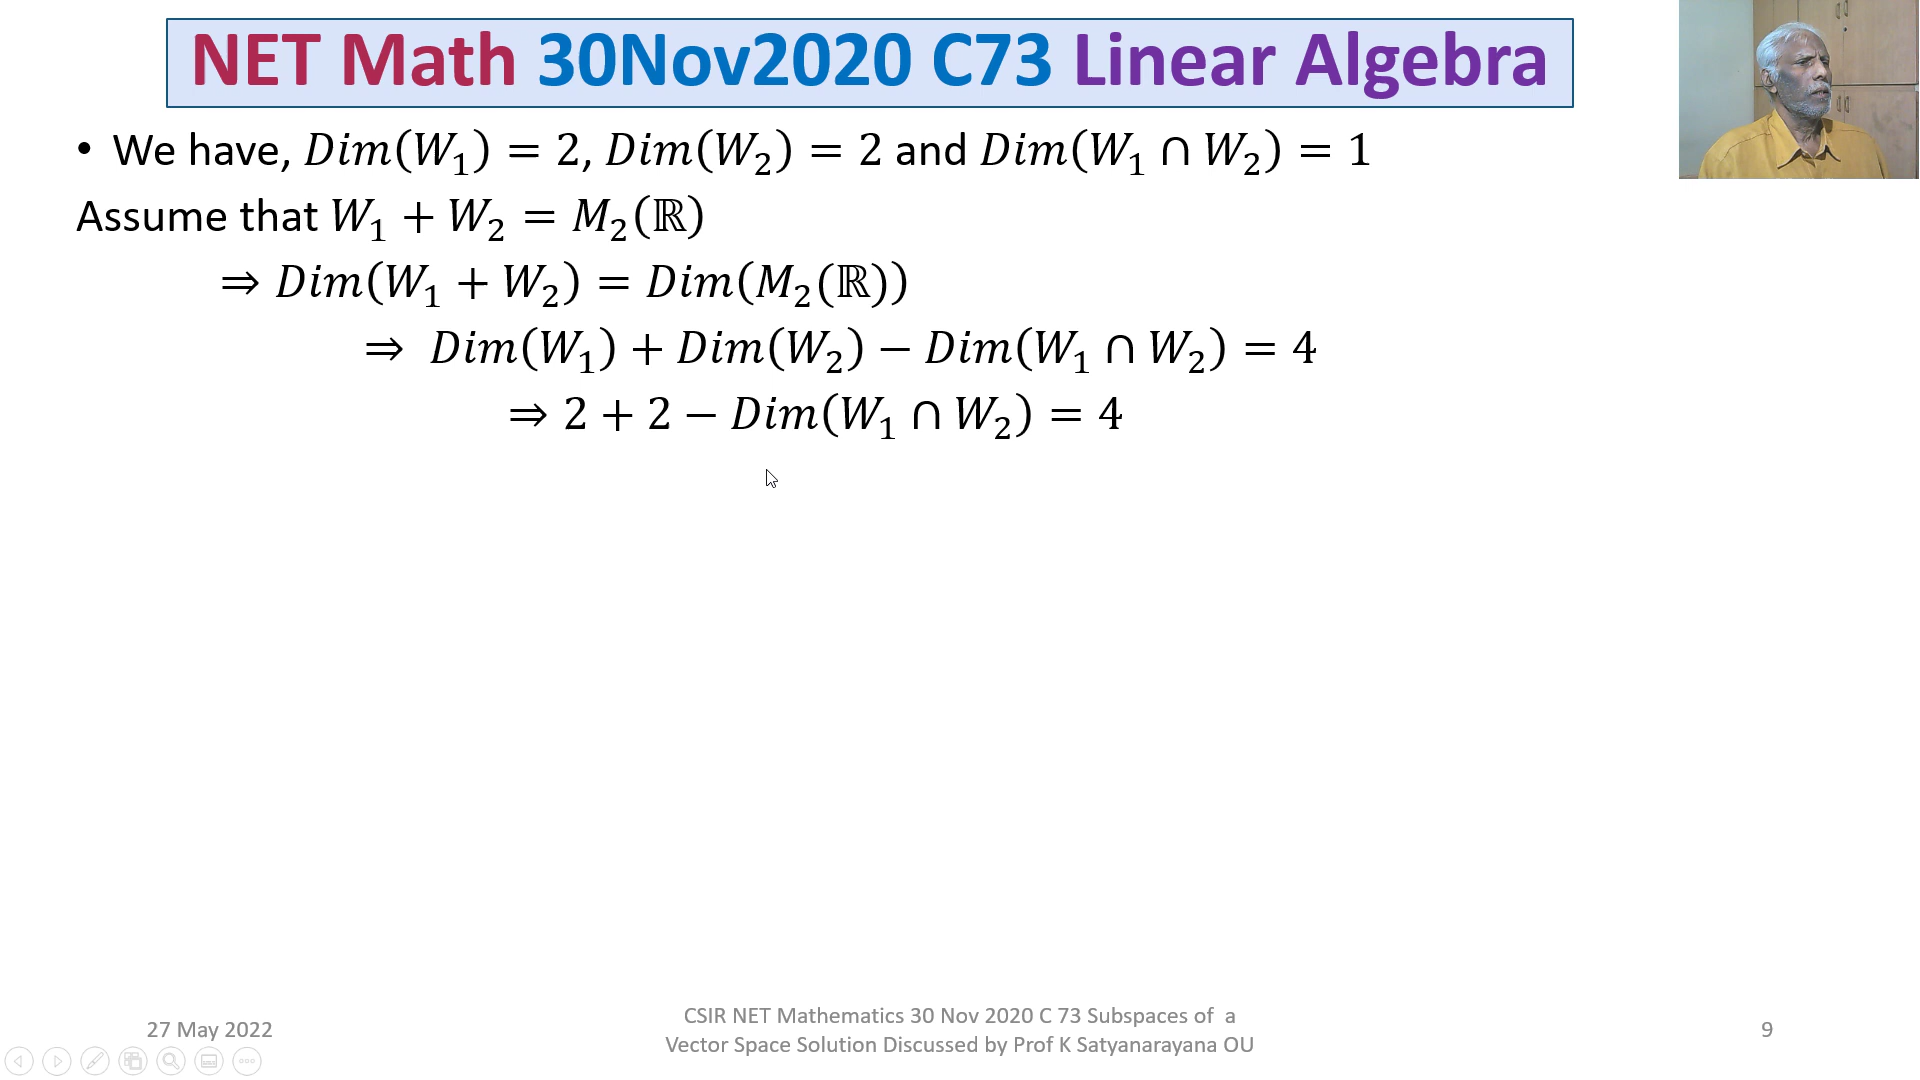 NET Math 30Nov2020 C73 Linear Algebra
• We have, Dim(W₁) = 2, Dim(W₂) = 2 and Dim(W₁ ∩ W₂) = 1
Assume that W₁ + W₂ = M₂(ℝ)
⇒ Dim(W₁ + W₂) = Dim(M₂(ℝ))
⇒ Dim(W₁) + Dim(W₂) − Dim(W₁ ∩ W₂) = 4
⇒ 2 + 2 − Dim(W₁ ∩ W₂) = 4
27 May 2022
CSIR NET Mathematics 30 Nov 2020 C 73 Subspaces of a
Vector Space Solution Discussed by Prof K Satyanarayana OU
9